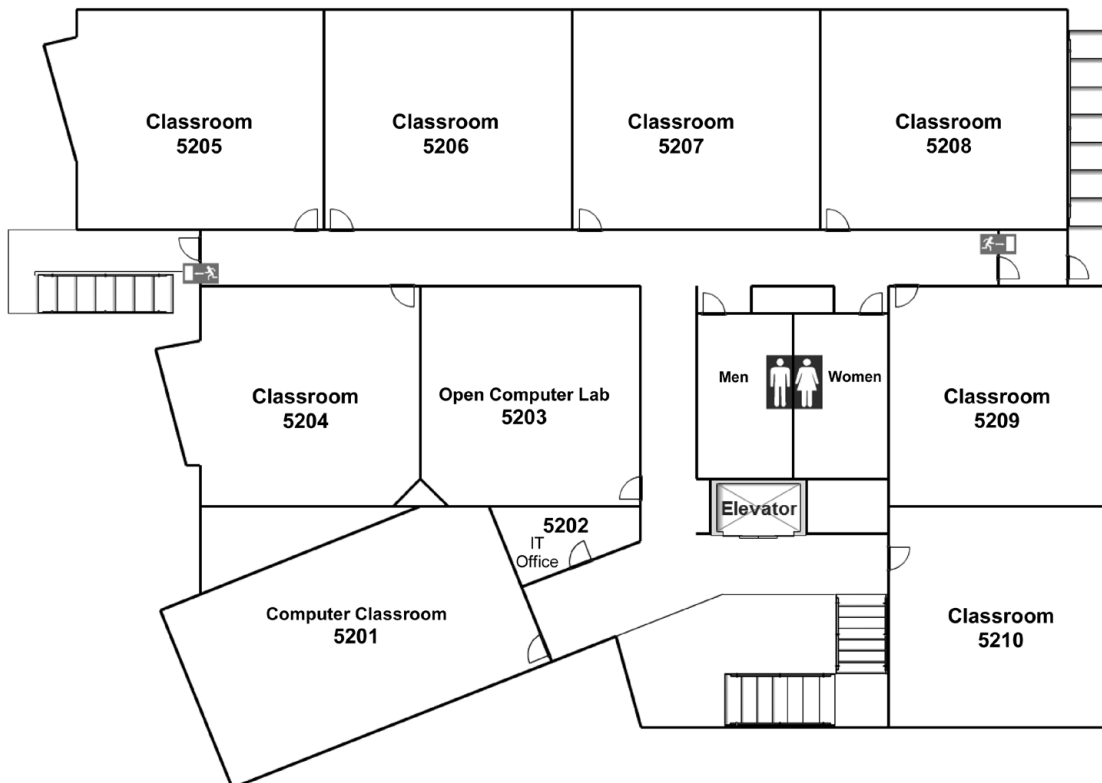 Classroom
5205
Classroom
5206
Classroom
5207
Classroom
5208
Classroom
5204
Open Computer Lab
5203
Men
Women
Classroom
5209
Elevator
5202
IT
Office
Computer Classroom
5201
Classroom
5210